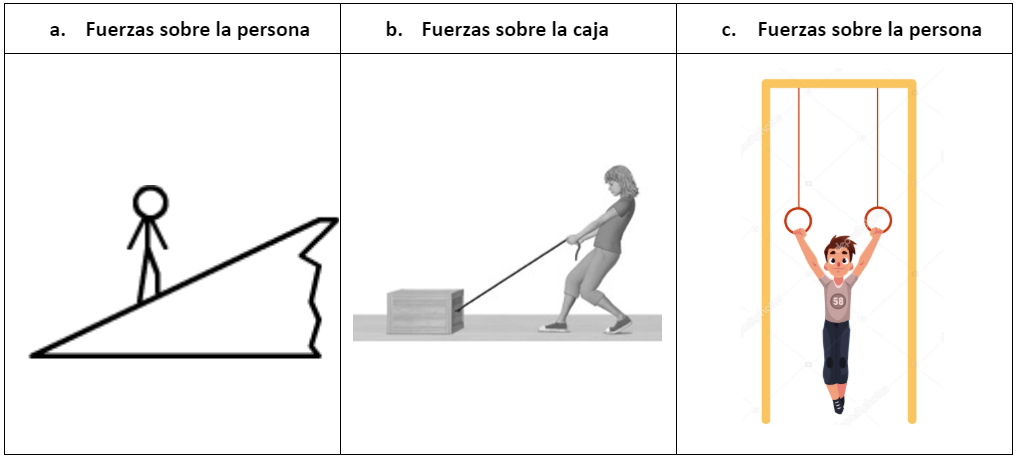 a. Fuerzas sobre la persona
b. Fuerzas sobre la caja
c. Fuerzas sobre la persona
58